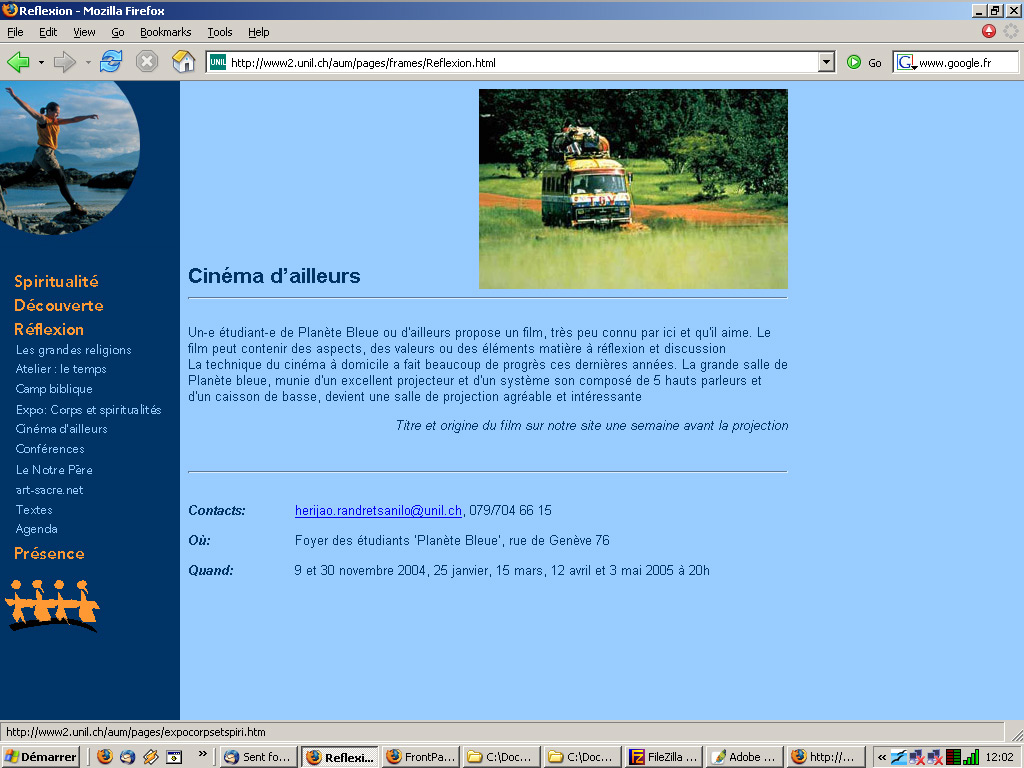 Reflexion - Mozilla Firefox
File Edit View Go Bookmarks Tools Help
UNIL http://www2.unil.ch/aum/pages/frames/Reflexion.html Go G www.google.fr
TGV
Cinéma d'ailleurs
Spiritualité
Découverte
Réflexion
Les grandes religions
Atelier : le temps
Camp biblique
Expo: Corps et spiritualités
Cinéma d'ailleurs
Conférences
Le Notre Père
art-sacre.net
Textes
Agenda
Présence
Un-e étudiant-e de Planète Bleue ou d'ailleurs propose un film, très peu connu par ici et qu'il aime. Le
film peut contenir des aspects, des valeurs ou des éléments matière à réflexion et discussion
La technique du cinéma à domicile a fait beaucoup de progrès ces dernières années. La grande salle de
Planète bleue, munie d'un excellent projecteur et d'un système son composé de 5 hauts parleurs et
d'un caisson de basse, devient une salle de projection agréable et intéressante
Titre et origine du film sur notre site une semaine avant la projection
Contacts: herijao.randretsanilo@unil.ch, 079/704 66 15
Où: Foyer des étudiants 'Planète Bleue', rue de Genève 76
Quand: 9 et 30 novembre 2004, 25 janvier, 15 mars, 12 avril et 3 mai 2005 à 20h
http://www2.unil.ch/aum/pages/expocorpsetspiri.htm
Démarrer » Sent fo... Reflexi... FrontPa... C:\Doc... C:\Doc... FileZilla ... Adobe ... http://... « 12:02